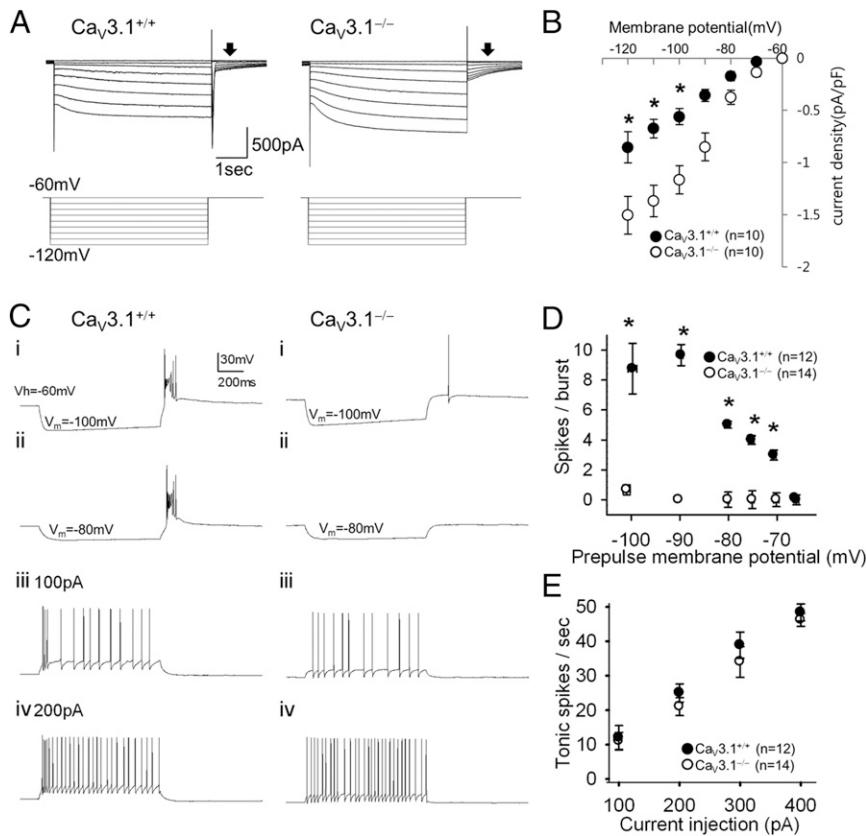 A
CaV3.1+/+
CaV3.1−/−
500pA
1sec
-60mV
-120mV
B
Membrane potential(mV)
-120 -100 -80 -60
0
-0.5
-1
-1.5
-2
current density(pA/pF)
* * *
CaV3.1+/+ (n=10)
CaV3.1−/− (n=10)
C
CaV3.1+/+
CaV3.1−/−
i
30mV
200ms
Vh=-60mV
Vm=-100mV
i
Vm=-100mV
ii
Vm=-80mV
ii
Vm=-80mV
iii 100pA
iii
iv 200pA
iv
D
Spikes / burst
10
8
6
4
2
0
* * * * *
CaV3.1+/+ (n=12)
CaV3.1−/− (n=14)
-100 -90 -80 -70
Prepulse membrane potential (mV)
E
Tonic spikes / sec
50
40
30
20
10
0
CaV3.1+/+ (n=12)
CaV3.1−/− (n=14)
100 200 300 400
Current injection (pA)